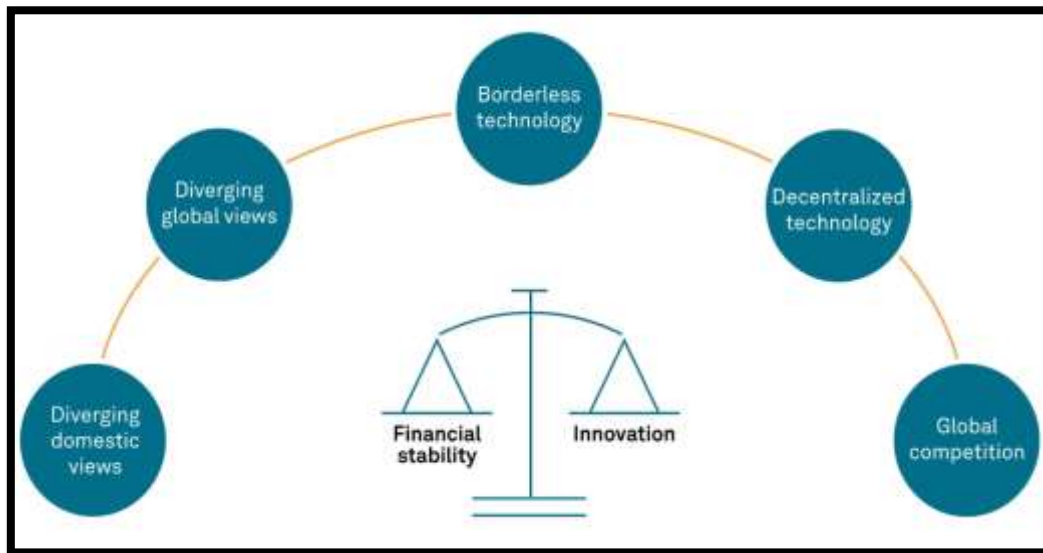 Diverging
domestic
views
Diverging
global views
Borderless
technology
Decentralized
technology
Global
competition
Financial
stability
Innovation